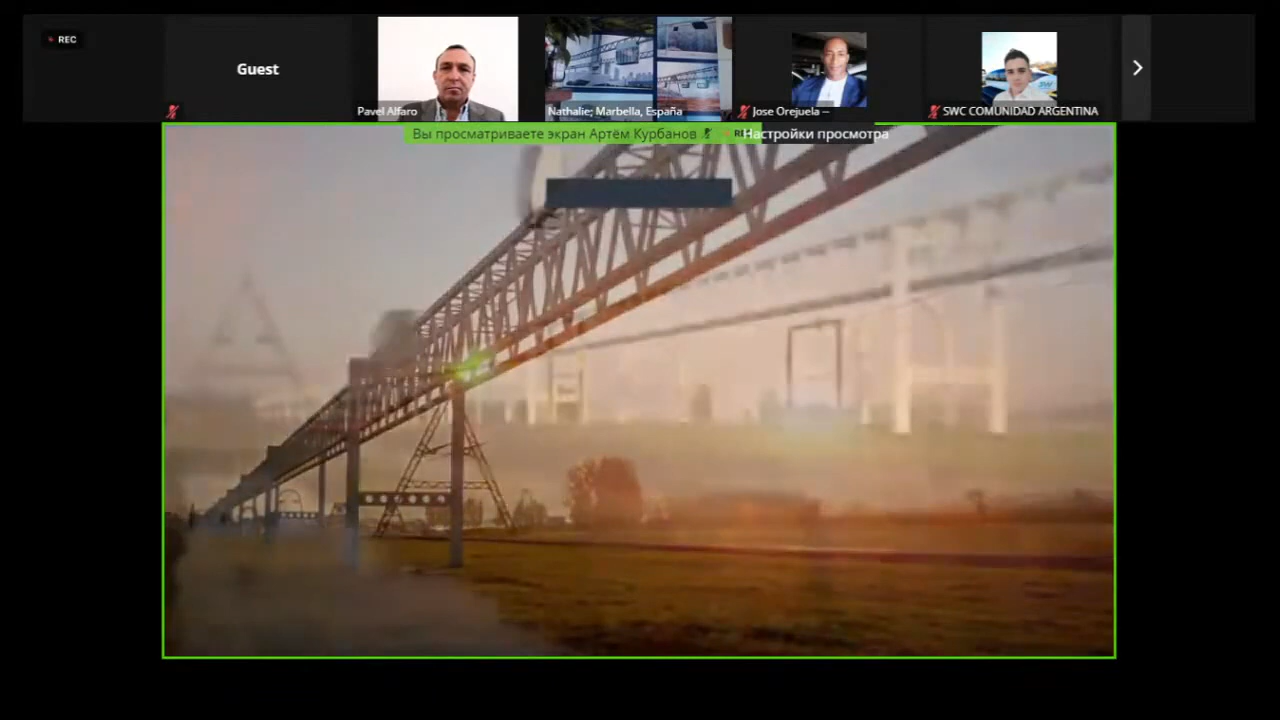 REC
Guest
Pavel Alfaro
Nathalie; Marbella, España
Jose Orejuela –
SWC COMUNIDAD ARGENTINA
Вы просматриваете экран Артём Курбанов
Настройки просмотра